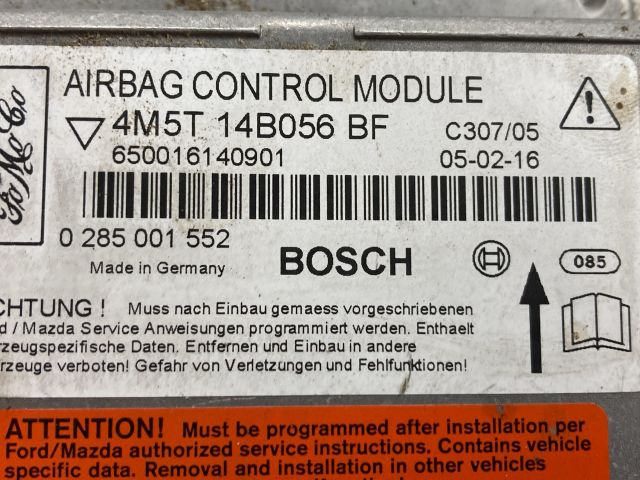 FoMoCo
AIRBAG CONTROL MODULE
4M5T 14B056 BF C307/05
650016140901 05-02-16
0 285 001 552
Made in Germany BOSCH 085
CHTUNG ! Muss nach Einbau gemaess vorgeschriebenen
d / Mazda Service Anweisungen programmiert werden. Enthaelt
rzeugspezifische Daten. Entfernen und Einbau in andere
rzeuge verboten! Gefahr von Verletzungen und Fehlfunktionen!
ATTENTION! Must be programmed after installation per
Ford/Mazda authorized service instructions. Contains vehicle
specific data. Removal and installation in other vehicles